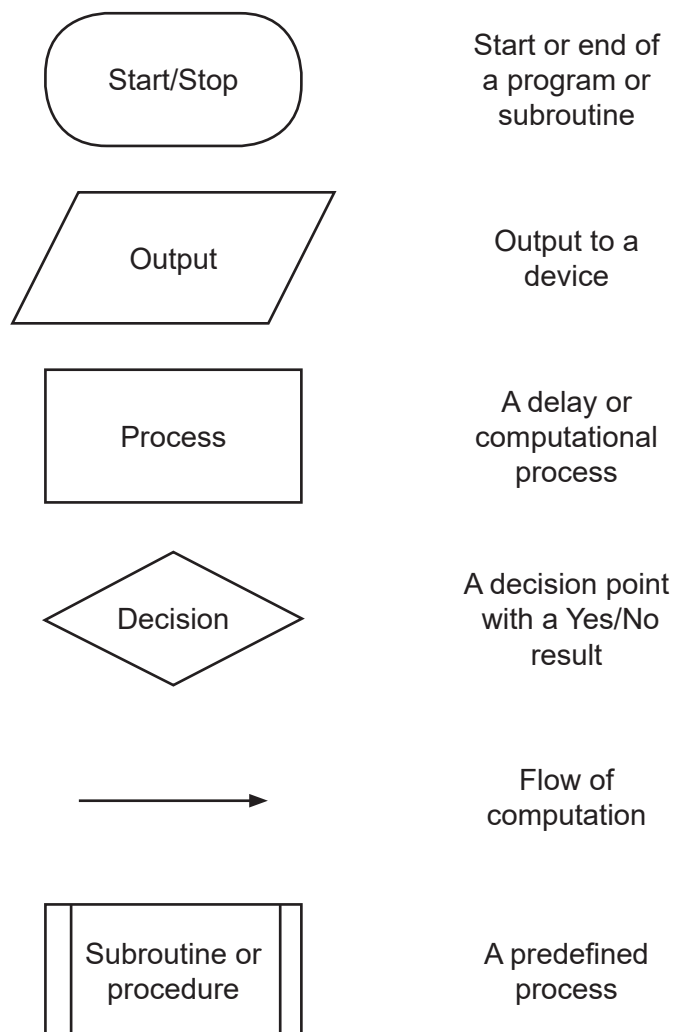 Start/Stop
Start or end of
a program or
subroutine
Output
Output to a
device
Process
A delay or
computational
process
Decision
A decision point
with a Yes/No
result
Flow of
computation
Subroutine or
procedure
A predefined
process